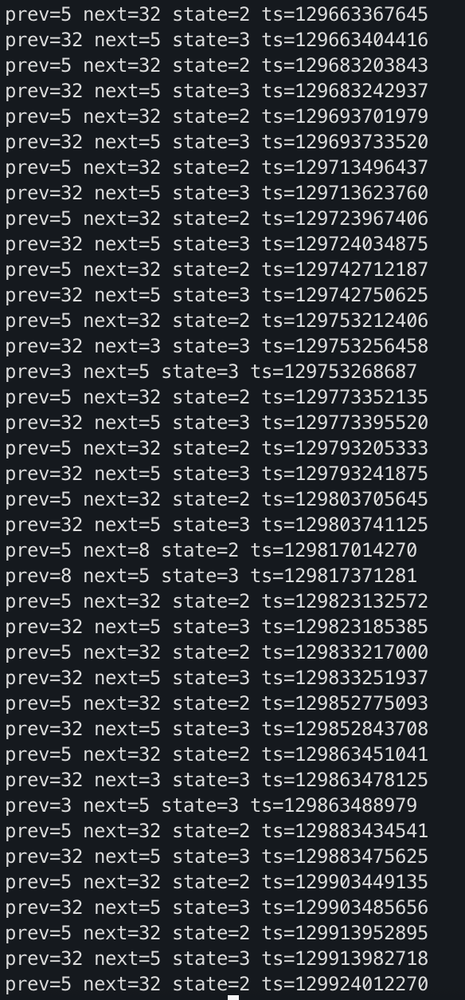 prev=5 next=32 state=2 ts=129663367645
prev=32 next=5 state=3 ts=129663404416
prev=5 next=32 state=2 ts=129683203843
prev=32 next=5 state=3 ts=129683242937
prev=5 next=32 state=2 ts=129693701979
prev=32 next=5 state=3 ts=129693733520
prev=5 next=32 state=2 ts=129713496437
prev=32 next=5 state=3 ts=129713623760
prev=5 next=32 state=2 ts=129723967406
prev=32 next=5 state=3 ts=129724034875
prev=5 next=32 state=2 ts=129742712187
prev=32 next=5 state=3 ts=129742750625
prev=5 next=32 state=2 ts=129753212406
prev=32 next=3 state=3 ts=129753256458
prev=3 next=5 state=3 ts=129753268687
prev=5 next=32 state=2 ts=129773352135
prev=32 next=5 state=3 ts=129773395520
prev=5 next=32 state=2 ts=129793205333
prev=32 next=5 state=3 ts=129793241875
prev=5 next=32 state=2 ts=129803705645
prev=32 next=5 state=3 ts=129803741125
prev=5 next=8 state=2 ts=129817014270
prev=8 next=5 state=3 ts=129817371281
prev=5 next=32 state=2 ts=129823132572
prev=32 next=5 state=3 ts=129823185385
prev=5 next=32 state=2 ts=129833217000
prev=32 next=5 state=3 ts=129833251937
prev=5 next=32 state=2 ts=129852775093
prev=32 next=5 state=3 ts=129852843708
prev=5 next=32 state=2 ts=129863451041
prev=32 next=3 state=3 ts=129863478125
prev=3 next=5 state=3 ts=129863488979
prev=5 next=32 state=2 ts=129883434541
prev=32 next=5 state=3 ts=129883475625
prev=5 next=32 state=2 ts=129903449135
prev=32 next=5 state=3 ts=129903485656
prev=5 next=32 state=2 ts=129913952895
prev=32 next=5 state=3 ts=129913982718
prev=5 next=32 state=2 ts=129924012270